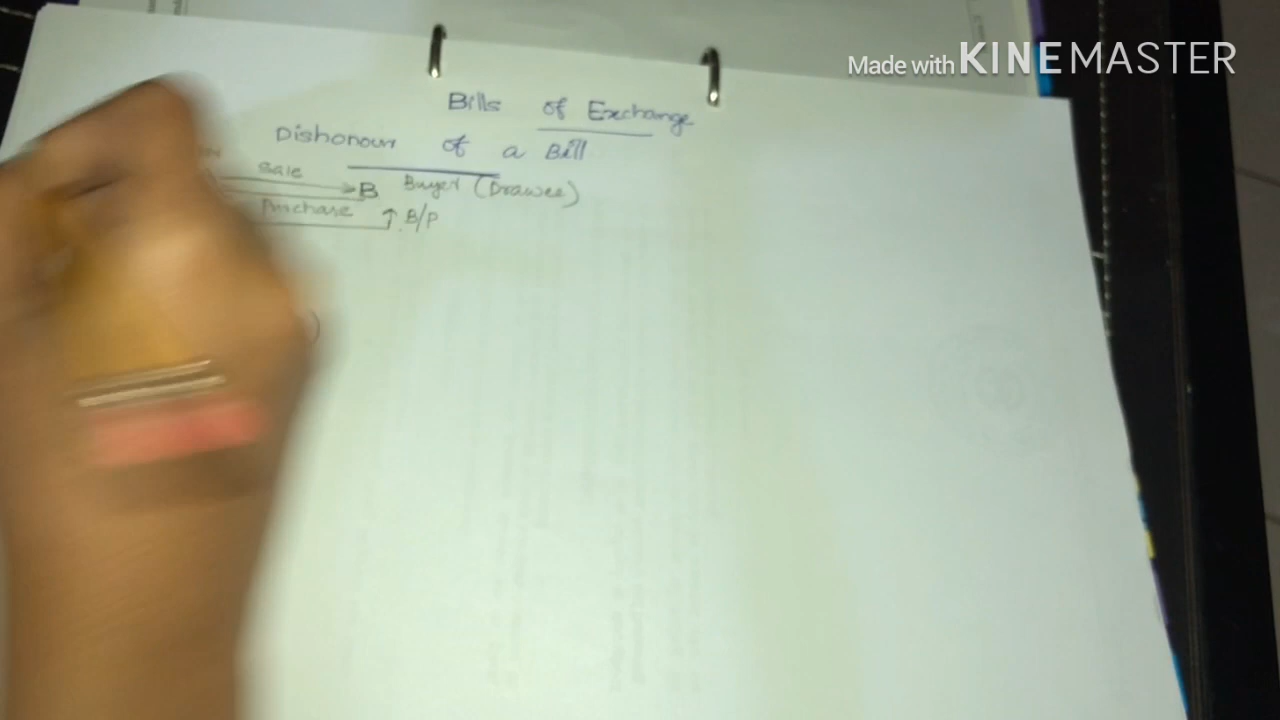 Made with KINEMASTER
Bills of Exchange
Dishonour of a Bill
Sale
B Buyer (Drawee)
Purchase ↑ B/P
)